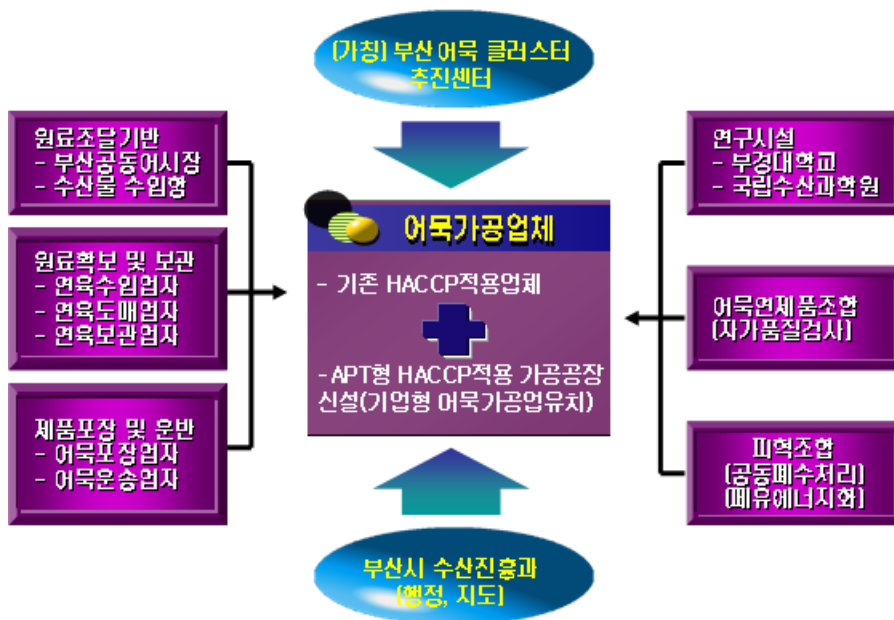 (가칭) 부산 어묵 클러스터
추진센터
원료조달기반
- 부산공동어시장
- 수산물 수입항
원료확보 및 보관
- 연육수입업자
- 연육도매업자
- 연육보관업자
제품포장 및 운반
- 어묵포장업자
- 어묵운송업자
어묵가공업체
- 기존 HACCP적용업체
- APT형 HACCP적용 가공공장
신설(기업형 어묵가공업유치)
연구시설
- 부경대학교
- 국립수산과학원
어묵연제품조합
(자가품질검사)
피혁조합
(공동폐수처리)
(폐유에너지화)
부산시 수산진흥과
(행정, 지도)